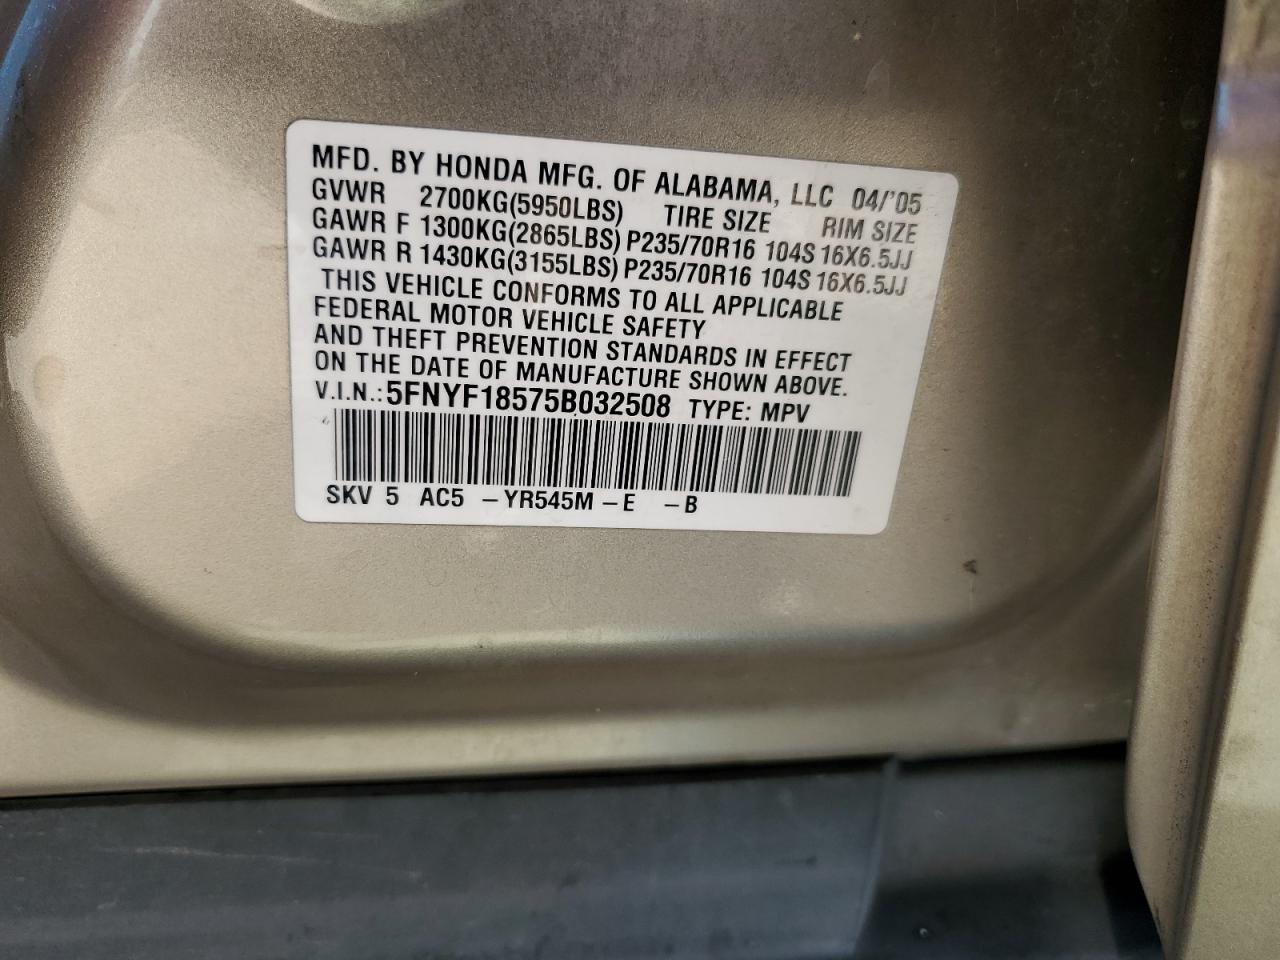 MFD. BY HONDA MFG. OF ALABAMA, LLC 04/'05
GVWR 2700KG(5950LBS) TIRE SIZE RIM SIZE
GAWR F 1300KG(2865LBS) P235/70R16 104S 16X6.5JJ
GAWR R 1430KG(3155LBS) P235/70R16 104S 16X6.5JJ
THIS VEHICLE CONFORMS TO ALL APPLICABLE
FEDERAL MOTOR VEHICLE SAFETY
AND THEFT PREVENTION STANDARDS IN EFFECT
ON THE DATE OF MANUFACTURE SHOWN ABOVE.
V.I.N.: 5FNYF18575B032508 TYPE: MPV
SKV 5 AC5 – YR545M – E – B